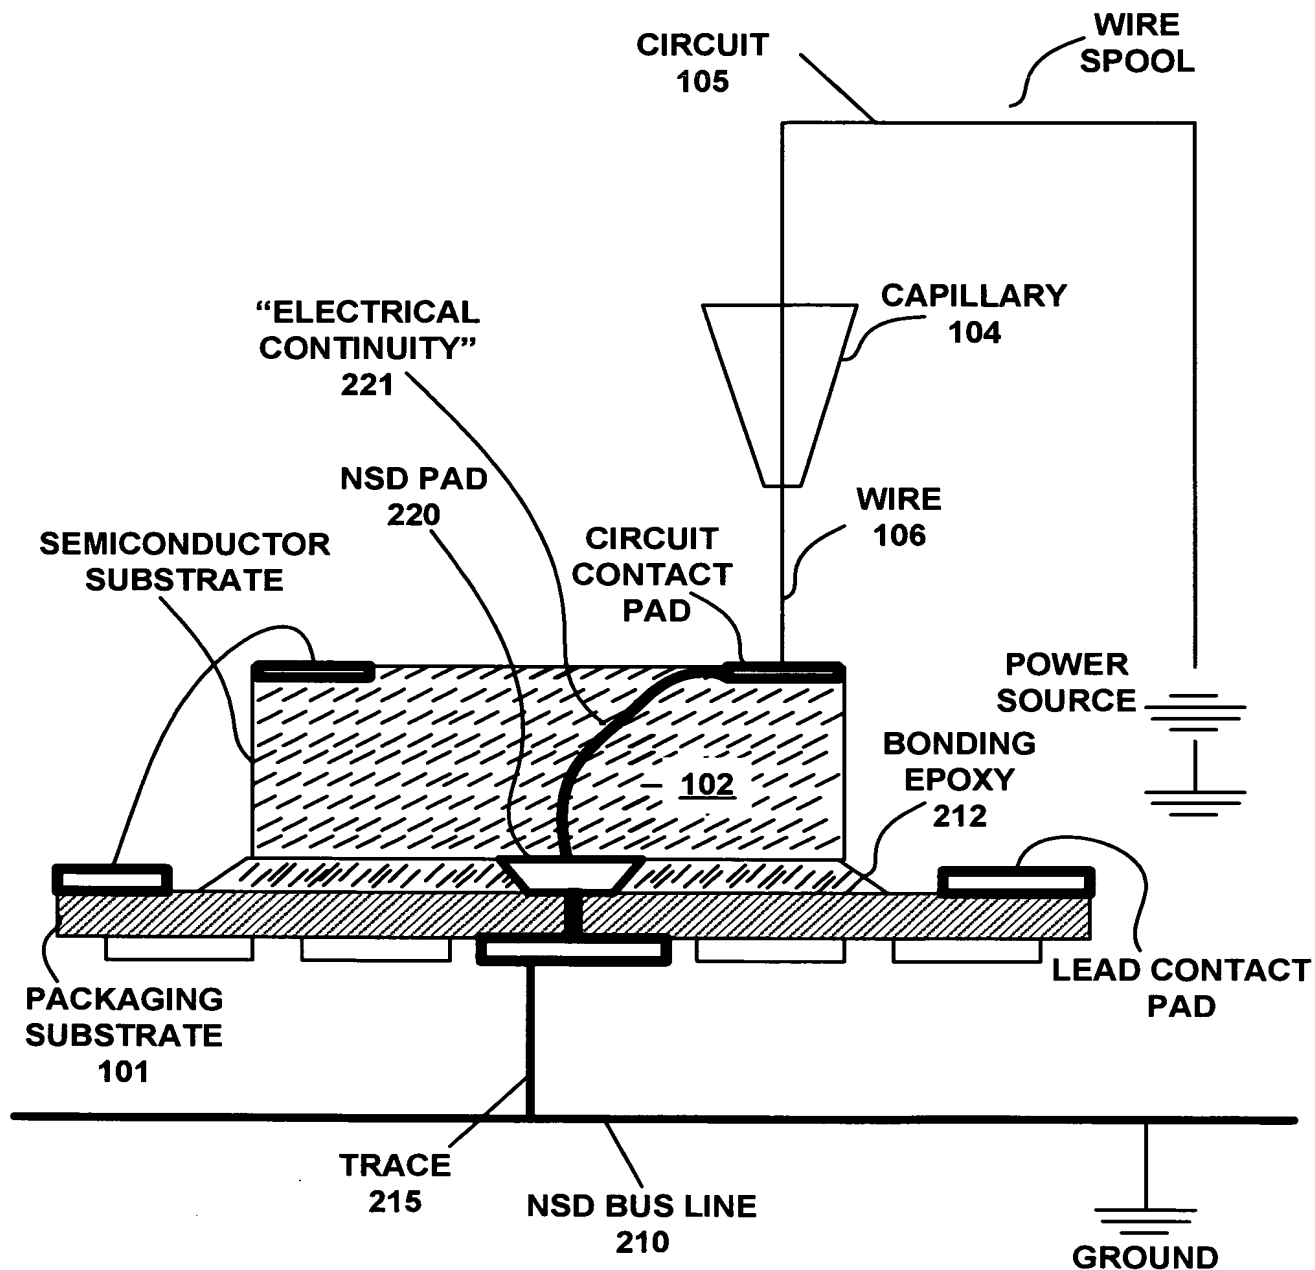 CIRCUIT
105
WIRE
SPOOL
"ELECTRICAL
CONTINUITY"
221
CAPILLARY
104
NSD PAD
220
WIRE
106
SEMICONDUCTOR
SUBSTRATE
CIRCUIT
CONTACT
PAD
POWER
SOURCE
BONDING
EPOXY
212
102
LEAD CONTACT
PAD
PACKAGING
SUBSTRATE
101
TRACE
215
NSD BUS LINE
210
GROUND